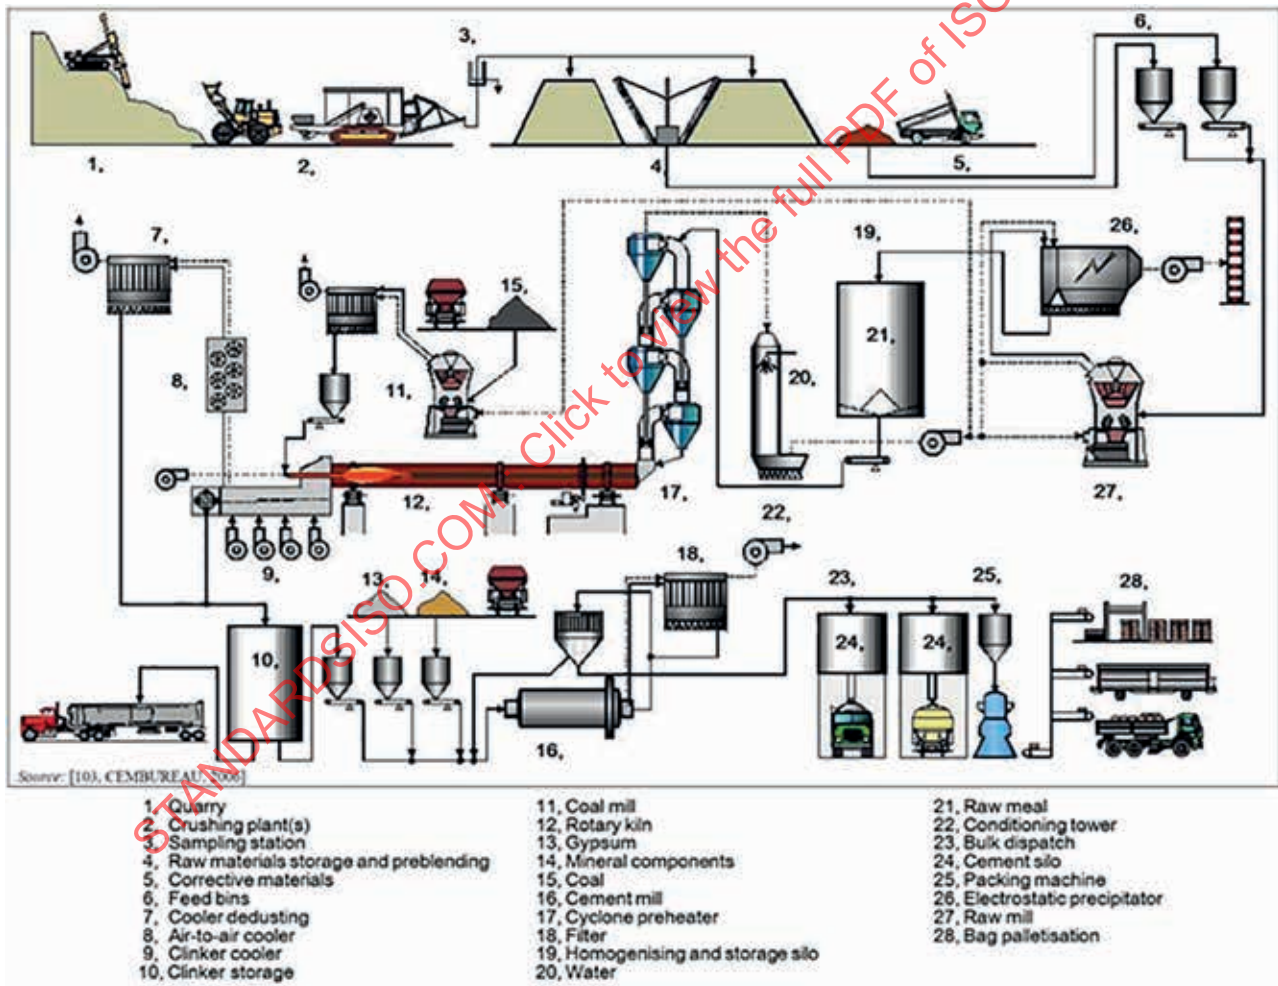 3,
6,
1,
2,
4,
5,
7,
15,
19,
26,
8,
11,
21,
20,
12,
17,
27,
22,
9,
13,
14,
18,
23,
25,
28,
10,
24,
24,
16,
Source: [103, CEMBUREAU, 2006]
1, Quarry
2, Crushing plant(s)
3, Sampling station
4, Raw materials storage and preblending
5, Corrective materials
6, Feed bins
7, Cooler dedusting
8, Air-to-air cooler
9, Clinker cooler
10, Clinker storage
11, Coal mill
12, Rotary kiln
13, Gypsum
14, Mineral components
15, Coal
16, Cement mill
17, Cyclone preheater
18, Filter
19, Homogenising and storage silo
20, Water
21, Raw meal
22, Conditioning tower
23, Bulk dispatch
24, Cement silo
25, Packing machine
26, Electrostatic precipitator
27, Raw mill
28, Bag palletisation
STANDARDSISO.COM : Click to view the full PDF of ISO